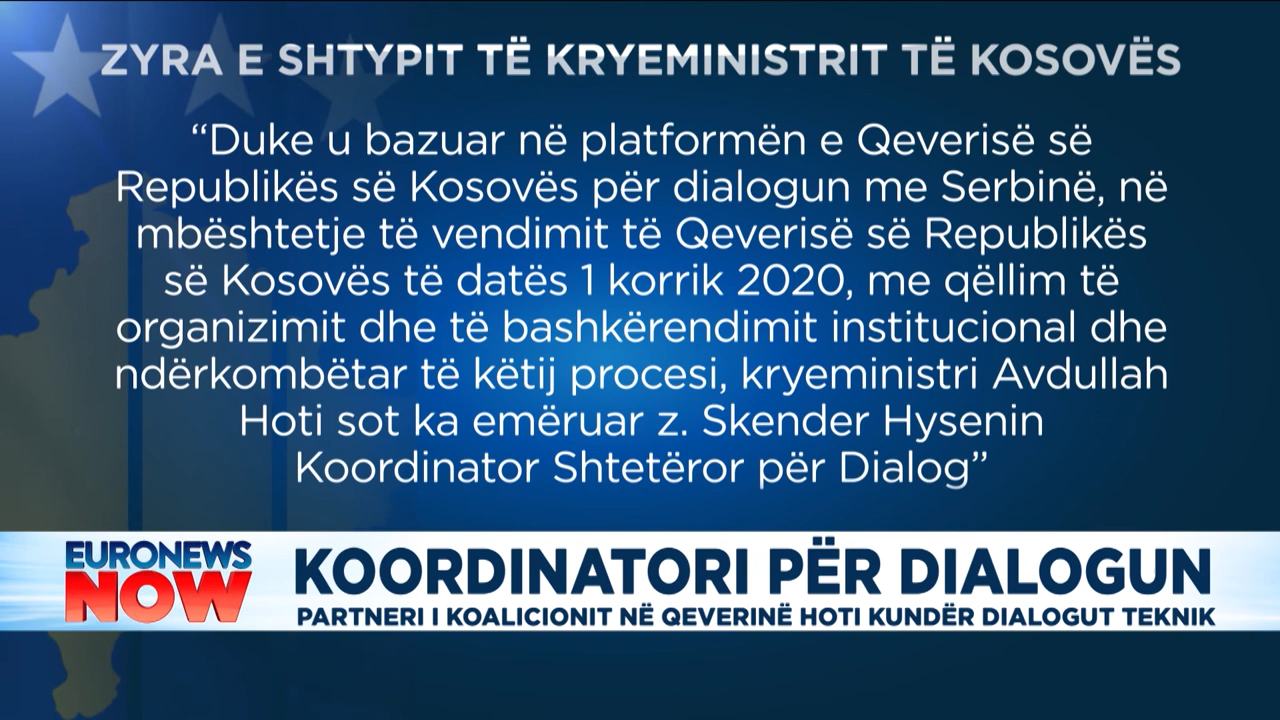 ZYRA E SHTYPIT TË KRYEMINISTRIT TË KOSOVËS
“Duke u bazuar në platformën e Qeverisë së
Republikës së Kosovës për dialogun me Serbinë, në
mbështetje të vendimit të Qeverisë së Republikës
së Kosovës të datës 1 korrik 2020, me qëllim të
organizimit dhe të bashkërendimit institucional dhe
ndërkombëtar të këtij procesi, kryeministri Avdullah
Hoti sot ka emëruar z. Skender Hysenin
Koordinator Shtetëror për Dialog”
EURONEWS
NOW
KOORDINATORI PËR DIALOGUN
PARTNERI I KOALICIONIT NË QEVERINË HOTI KUNDËR DIALOGUT TEKNIK